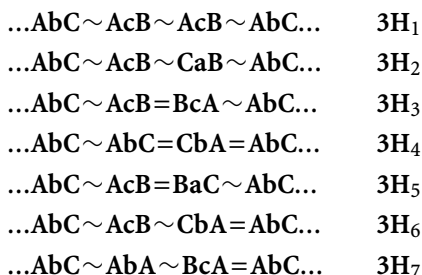 ...AbC∼AcB∼AcB∼AbC... 3H₁
...AbC∼AcB∼CaB∼AbC... 3H₂
...AbC∼AcB=BcA∼AbC... 3H₃
...AbC∼AbC=CbA=AbC... 3H₄
...AbC∼AcB=BaC∼AbC... 3H₅
...AbC∼AcB∼CbA=AbC... 3H₆
...AbC∼AbA∼BcA=AbC... 3H₇